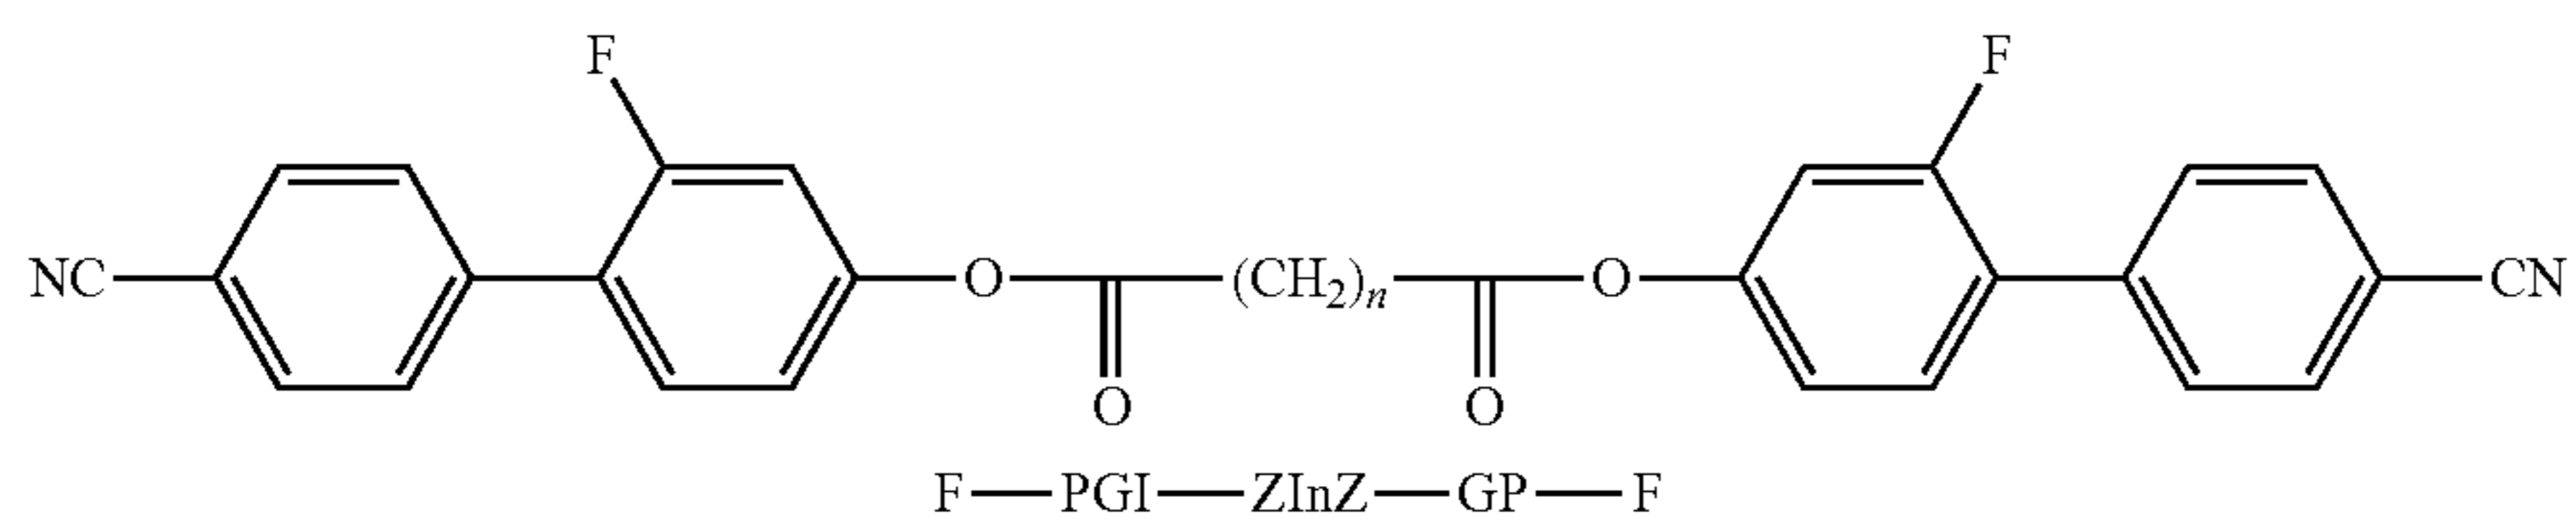 F F
NC O (CH₂)ₙ O CN
O O
F—PGI—ZInZ—GP—F